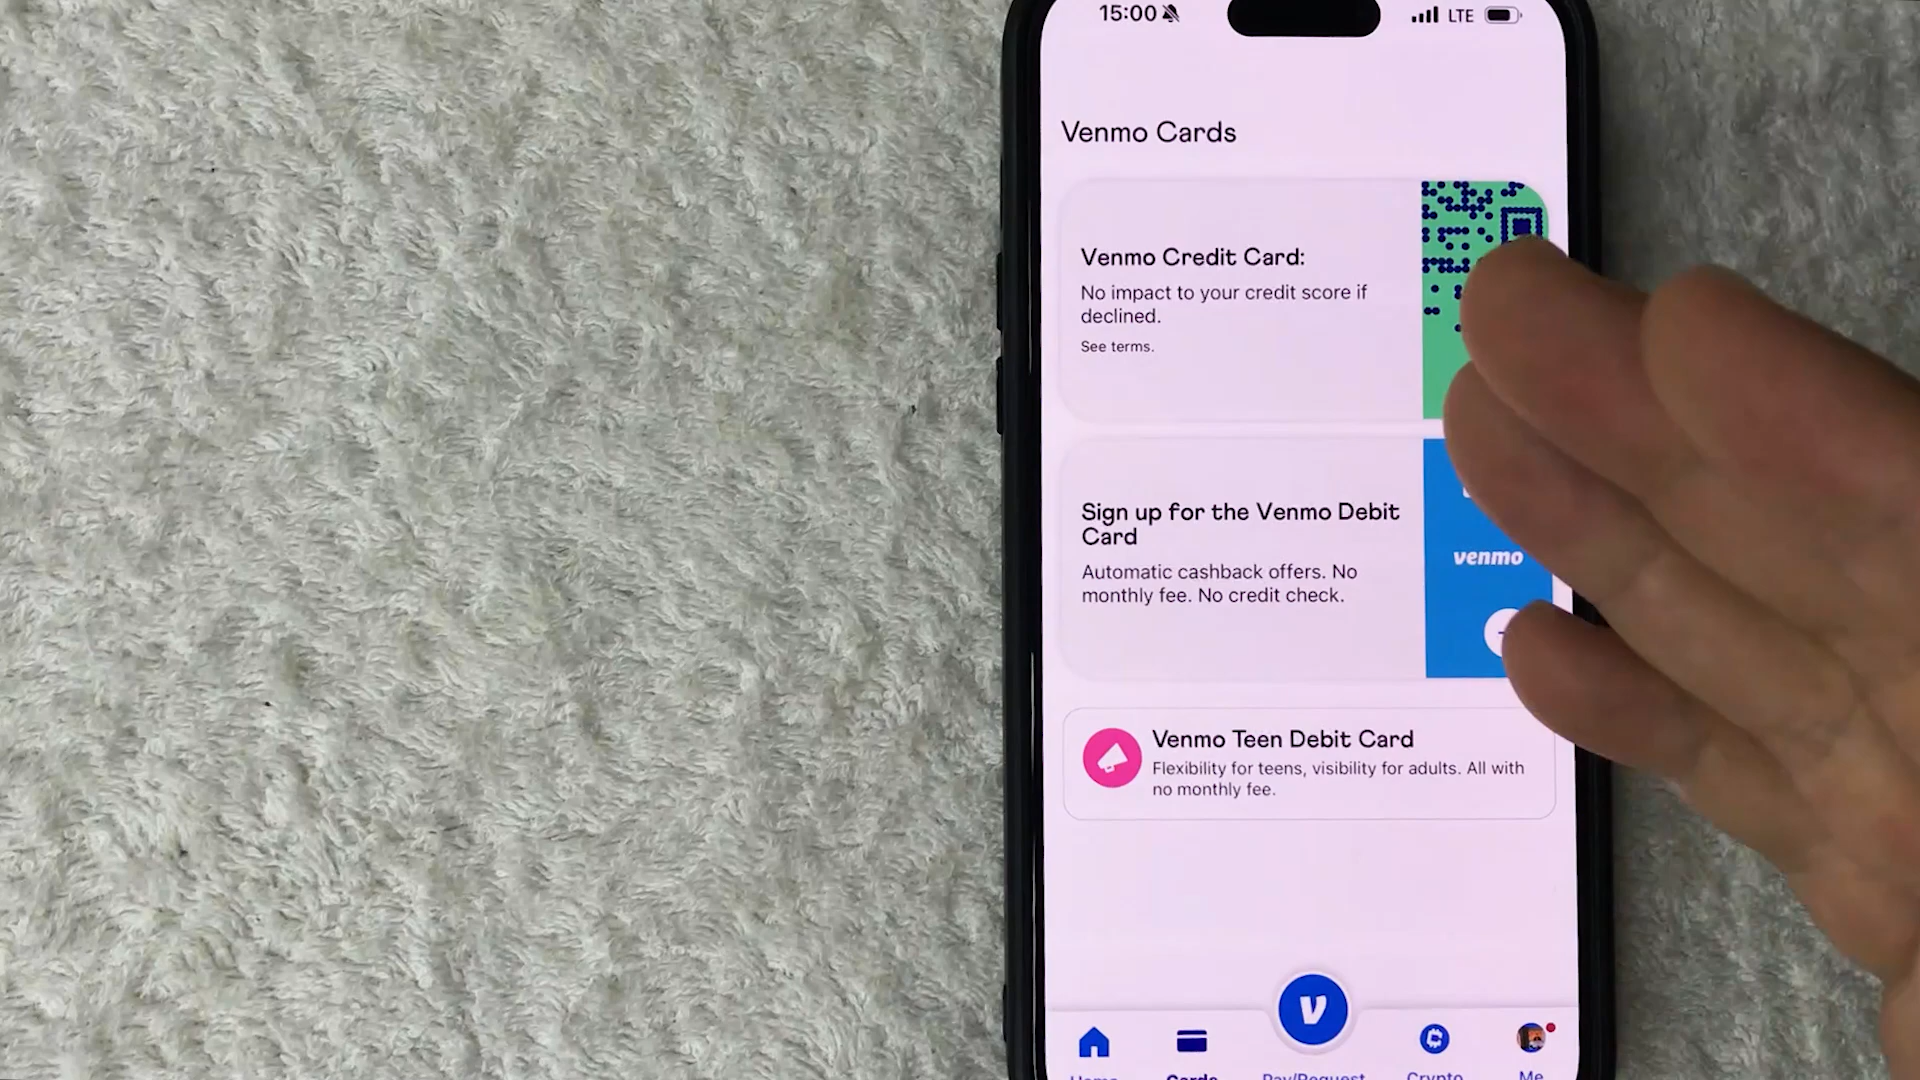 15:00 LTE
Venmo Cards
Venmo Credit Card:
No impact to your credit score if
declined.
See terms.
Sign up for the Venmo Debit
Card
Automatic cashback offers. No
monthly fee. No credit check.
venmo
Venmo Teen Debit Card
Flexibility for teens, visibility for adults. All with
no monthly fee.
Home Cards Pay/Request Crypto Me